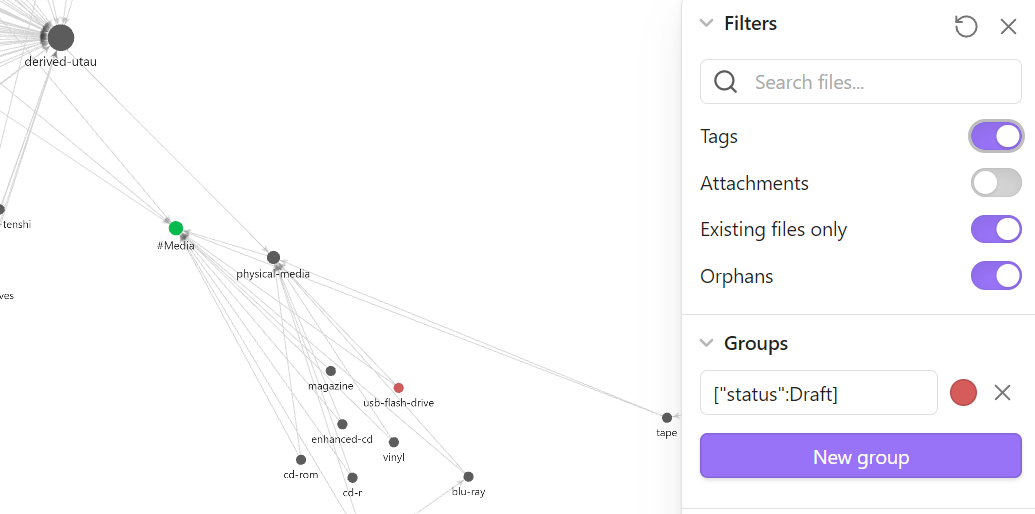 derived-utau
-tenshi
#Media
physical-media
ves
magazine
usb-flash-drive
enhanced-cd
vinyl
cd-rom
cd-r
blu-ray
tape
Filters
Search files...
Tags
Attachments
Existing files only
Orphans
Groups
["status":Draft]
New group